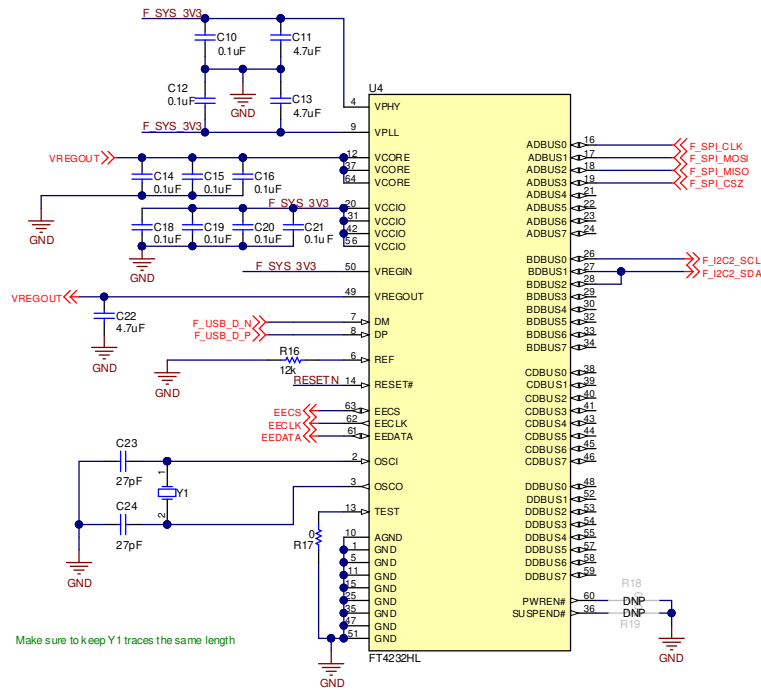 F_SYS_3V3
C10
0.1uF
C11
4.7uF
C12
0.1uF
C13
4.7uF
GND
F_SYS_3V3
U4
4 VPHY
9 VPLL
VREGOUT
12 VCORE
37 VCORE
64 VCORE
C14
0.1uF
C15
0.1uF
C16
0.1uF
GND
F_SYS_3V3
20 VCCIO
31 VCCIO
42 VCCIO
56 VCCIO
C18
0.1uF
C19
0.1uF
C20
0.1uF
C21
0.1uF
GND
F_SYS_3V3
50 VREGIN
VREGOUT
49 VREGOUT
C22
4.7uF
GND
F_USB_D_N
7 DM
F_USB_D_P
8 DP
R16
12k
6 REF
GND
RESETN
14 RESET#
EECS
63 EECS
EECLK
62 EECLK
EEDATA
61 EEDATA
C23
27pF
2 OSCI
1
Y1
2
3 OSCO
C24
27pF
GND
13 TEST
0
R17
10 AGND
1 GND
5 GND
11 GND
15 GND
25 GND
35 GND
47 GND
51 GND
GND
FT4232HL
ADBUS0 16 F_SPI_CLK
ADBUS1 17 F_SPI_MOSI
ADBUS2 18 F_SPI_MISO
ADBUS3 19 F_SPI_CSZ
ADBUS4 21
ADBUS5 22
ADBUS6 23
ADBUS7 24
BDBUS0 26 F_I2C2_SCL
BDBUS1 27 F_I2C2_SDA
BDBUS2 28
BDBUS3 29
BDBUS4 30
BDBUS5 32
BDBUS6 33
BDBUS7 34
CDBUS0 38
CDBUS1 39
CDBUS2 40
CDBUS3 41
CDBUS4 43
CDBUS5 44
CDBUS6 45
CDBUS7 46
DDBUS0 48
DDBUS1 52
DDBUS2 53
DDBUS3 54
DDBUS4 55
DDBUS5 57
DDBUS6 58
DDBUS7 59
R18
PWREN# 60 DNP
SUSPEND# 36 DNP
R19
GND
Make sure to keep Y1 traces the same length